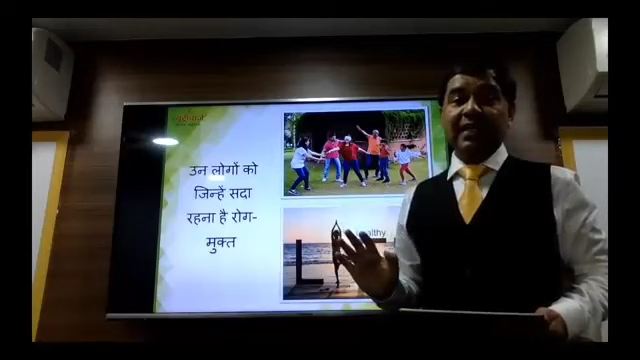 उन लोगों को
जिन्हें सदा
रहना है रोग-
मुक्त
L